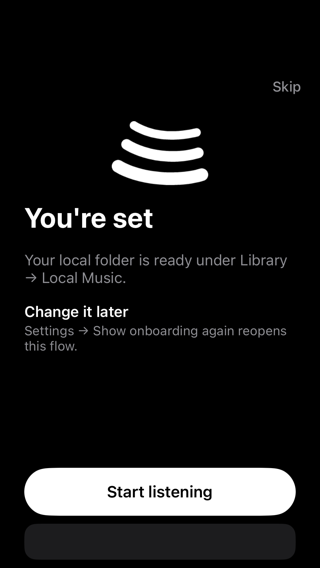 Skip
You're set
Your local folder is ready under Library
→ Local Music.
Change it later
Settings → Show onboarding again reopens
this flow.
Start listening